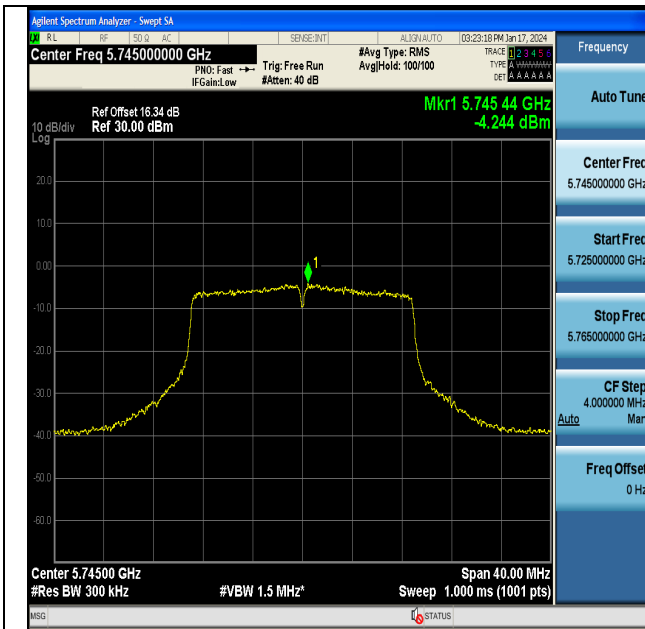 Agilent Spectrum Analyzer - Swept SA
LXI RL RF 50 Ω AC SENSE:INT ALIGN AUTO 03:23:18 PM Jan 17, 2024
Center Freq 5.745000000 GHz
PNO: Fast
IFGain:Low
Trig: Free Run
#Atten: 40 dB
#Avg Type: RMS
Avg|Hold: 100/100
TRACE 1 2 3 4 5 6
TYPE A
DET A A A A A A
Mkr1 5.745 44 GHz
-4.244 dBm
Ref Offset 16.34 dB
10 dB/div Ref 30.00 dBm
Log
20.0
10.0
0.00
-10.0
-20.0
-30.0
-40.0
-50.0
-60.0
1
Center 5.74500 GHz Span 40.00 MHz
#Res BW 300 kHz #VBW 1.5 MHz* Sweep 1.000 ms (1001 pts)
MSG STATUS
Frequency
Auto Tune
Center Freq
5.745000000 GHz
Start Freq
5.725000000 GHz
Stop Freq
5.765000000 GHz
CF Step
4.000000 MHz
Auto Man
Freq Offset
0 Hz